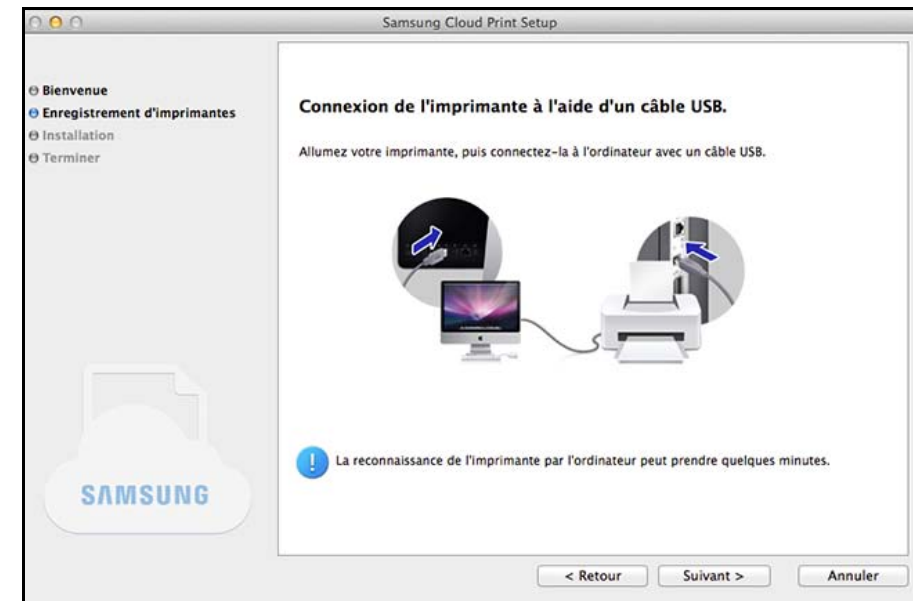 Samsung Cloud Print Setup
Bienvenue
Enregistrement d'imprimantes
Installation
Terminer
SAMSUNG
Connexion de l'imprimante à l'aide d'un câble USB.
Allumez votre imprimante, puis connectez-la à l'ordinateur avec un câble USB.
La reconnaissance de l'imprimante par l'ordinateur peut prendre quelques minutes.
< Retour
Suivant >
Annuler